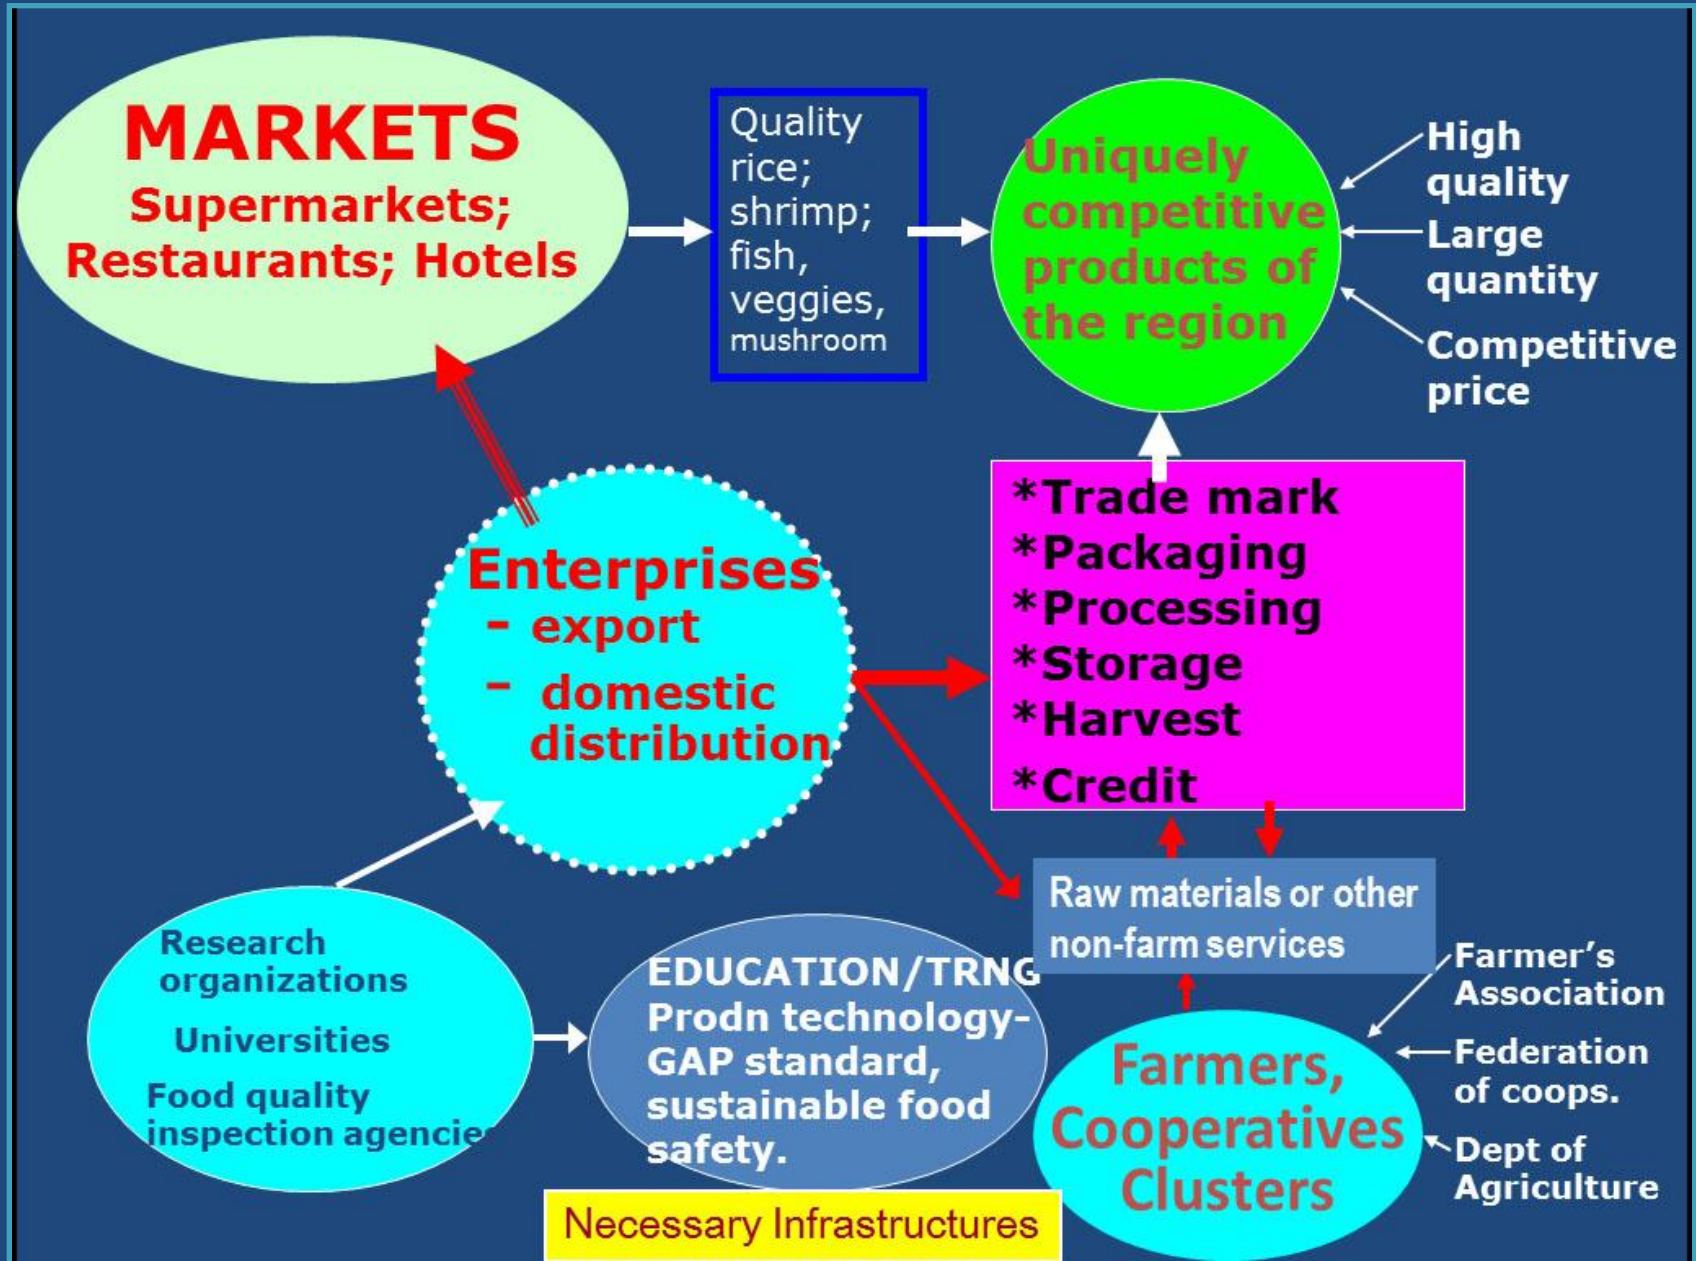 MARKETS
Supermarkets;
Restaurants; Hotels
Quality
rice;
shrimp;
fish,
veggies,
mushroom
Uniquely
competitive
products of
the region
High
quality
Large
quantity
Competitive
price
Enterprises
- export
- domestic
distribution
*Trade mark
*Packaging
*Processing
*Storage
*Harvest
*Credit
Raw materials or other
non-farm services
Research
organizations
Universities
Food quality
inspection agencies
EDUCATION/TRNG
Prodn technology-
GAP standard,
sustainable food
safety.
Farmers,
Cooperatives
Clusters
Farmer’s
Association
Federation
of coops.
Dept of
Agriculture
Necessary Infrastructures